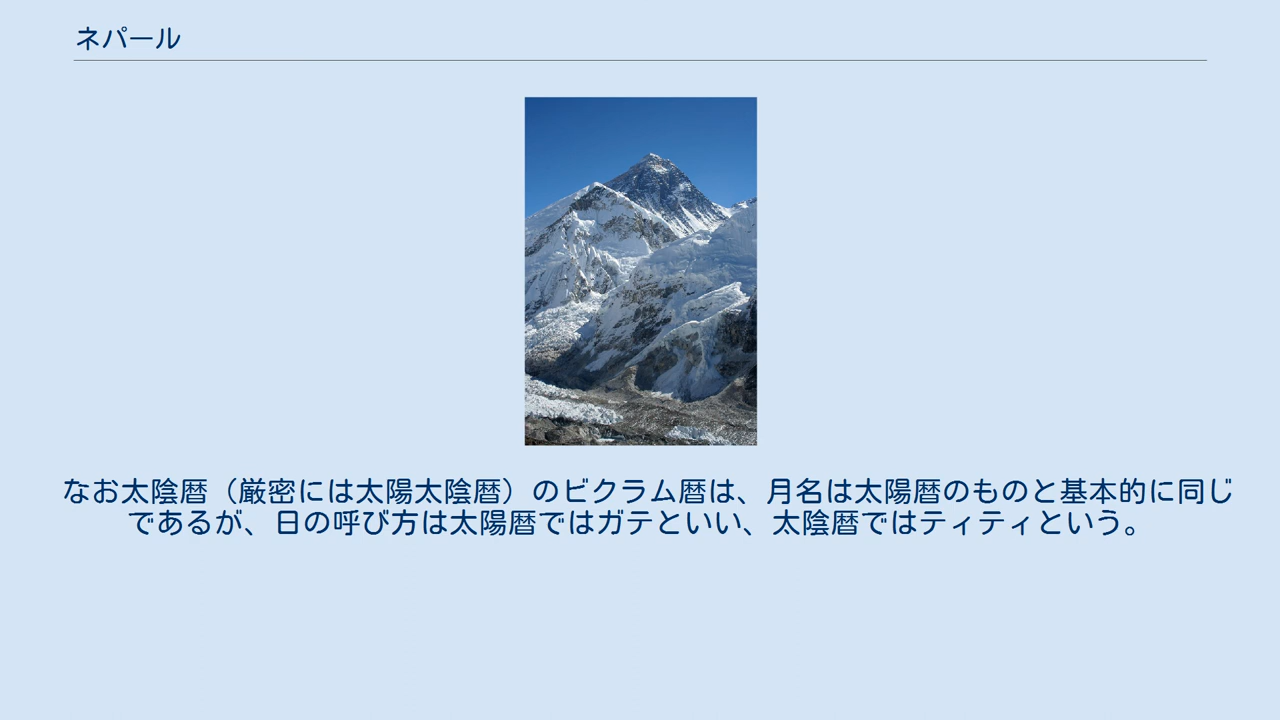 ネパール
なお太陰暦（厳密には太陽太陰暦）のビクラム暦は、月名は太陽暦のものと基本的に同じ
であるが、日の呼び方は太陽暦ではガテといい、太陰暦ではティティという。